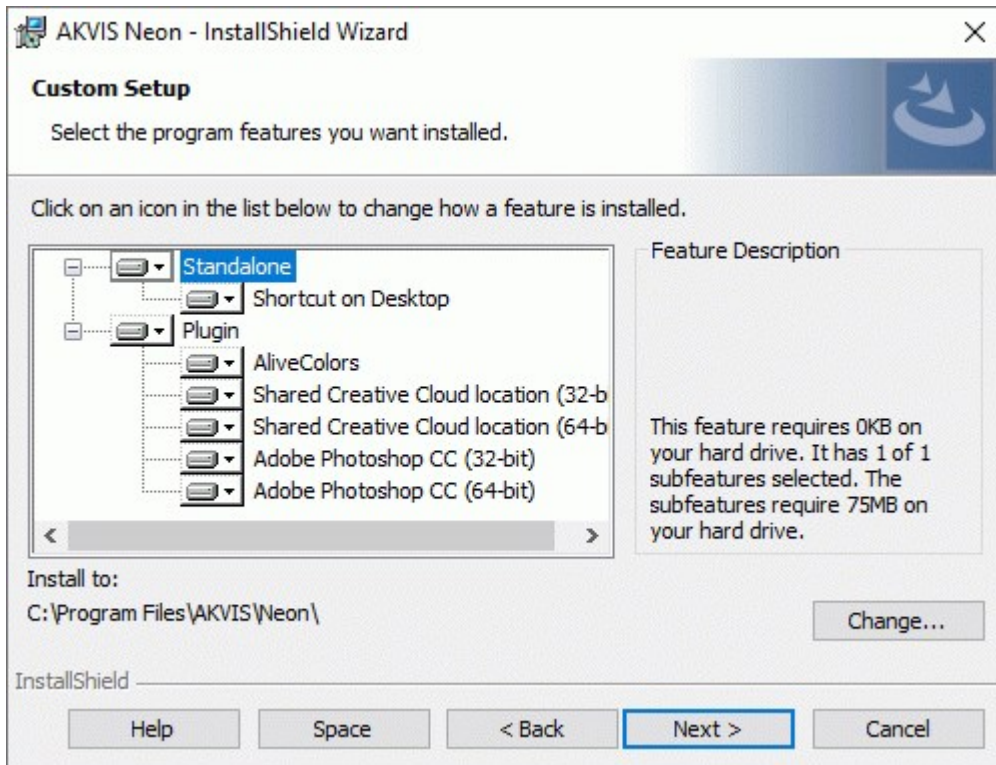 AKVIS Neon - InstallShield Wizard
Custom Setup
Select the program features you want installed.
Click on an icon in the list below to change how a feature is installed.
Standalone
Shortcut on Desktop
Plugin
AliveColors
Shared Creative Cloud location (32-b
Shared Creative Cloud location (64-b
Adobe Photoshop CC (32-bit)
Adobe Photoshop CC (64-bit)
Feature Description
This feature requires 0KB on
your hard drive. It has 1 of 1
subfeatures selected. The
subfeatures require 75MB on
your hard drive.
Install to:
C:\Program Files\AKVIS\Neon\
Change...
InstallShield
Help
Space
< Back
Next >
Cancel